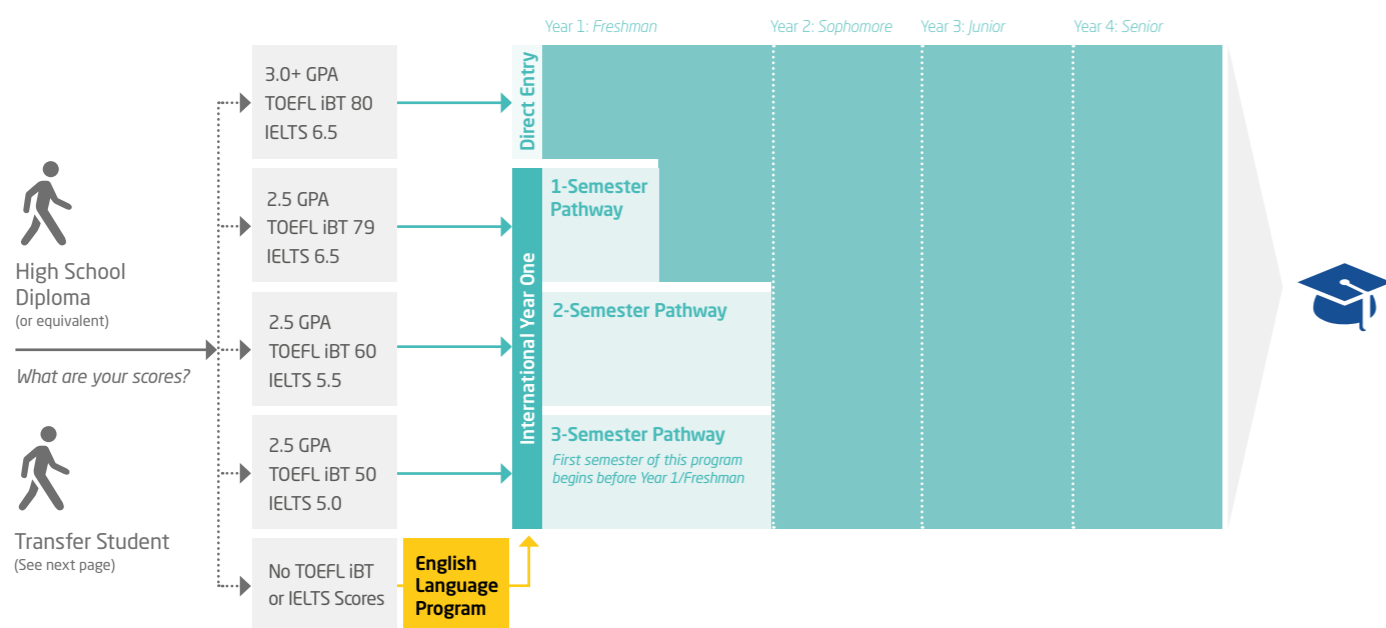 Year 1: Freshman
Year 2: Sophomore
Year 3: Junior
Year 4: Senior
High School
Diploma
(or equivalent)
What are your scores?
Transfer Student
(See next page)
3.0+ GPA
TOEFL iBT 80
IELTS 6.5
2.5 GPA
TOEFL iBT 79
IELTS 6.5
2.5 GPA
TOEFL iBT 60
IELTS 5.5
2.5 GPA
TOEFL iBT 50
IELTS 5.0
No TOEFL iBT
or IELTS Scores
English
Language
Program
Direct Entry
International Year One
1-Semester
Pathway
2-Semester Pathway
3-Semester Pathway
First semester of this program
begins before Year 1/Freshman